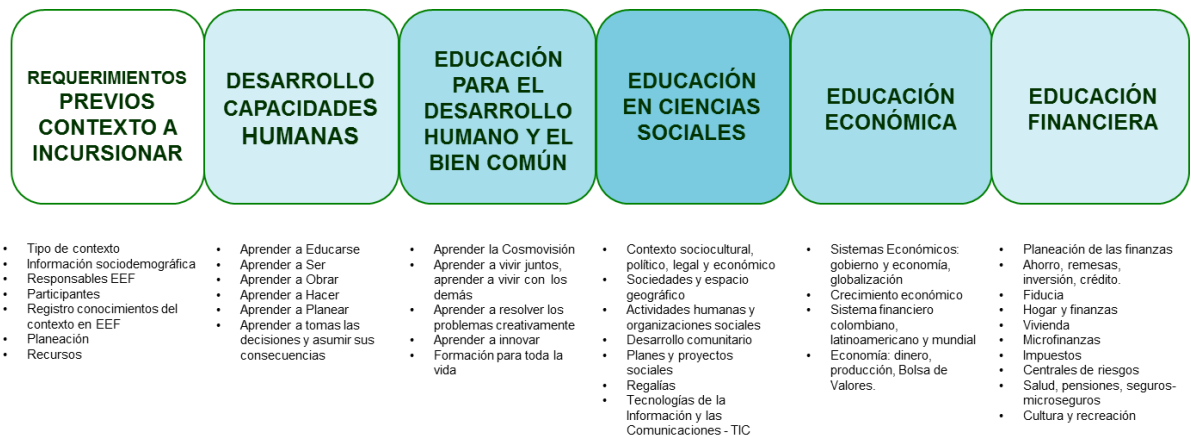 REQUERIMIENTOS
PREVIOS
CONTEXTO A
INCURSIONAR
DESARROLLO
CAPACIDADES
HUMANAS
EDUCACIÓN
PARA EL
DESARROLLO
HUMANO Y EL
BIEN COMÚN
EDUCACIÓN
EN CIENCIAS
SOCIALES
EDUCACIÓN
ECONÓMICA
EDUCACIÓN
FINANCIERA
• Tipo de contexto
• Información sociodemográfica
• Responsables EEF
• Participantes
• Registro conocimientos del
contexto en EEF
• Planeación
• Recursos
• Aprender a Educarse
• Aprender a Ser
• Aprender a Obrar
• Aprender a Hacer
• Aprender a Planear
• Aprender a tomas las
decisiones y asumir sus
consecuencias
• Aprender la Cosmovisión
• Aprender a vivir juntos,
aprender a vivir con los
demás
• Aprender a resolver los
problemas creativamente
• Aprender a innovar
• Formación para toda la
vida
• Contexto sociocultural,
político, legal y económico
• Sociedades y espacio
geográfico
• Actividades humanas y
organizaciones sociales
• Desarrollo comunitario
• Planes y proyectos
sociales
• Regalías
• Tecnologías de la
Información y las
Comunicaciones - TIC
• Sistemas Económicos:
gobierno y economía,
globalización
• Crecimiento económico
• Sistema financiero
colombiano,
latinoamericano y mundial
• Economía: dinero,
producción, Bolsa de
Valores.
• Planeación de las finanzas
• Ahorro, remesas,
inversión, crédito.
• Fiducia
• Hogar y finanzas
• Vivienda
• Microfinanzas
• Impuestos
• Centrales de riesgos
• Salud, pensiones, seguros-
microseguros
• Cultura y recreación